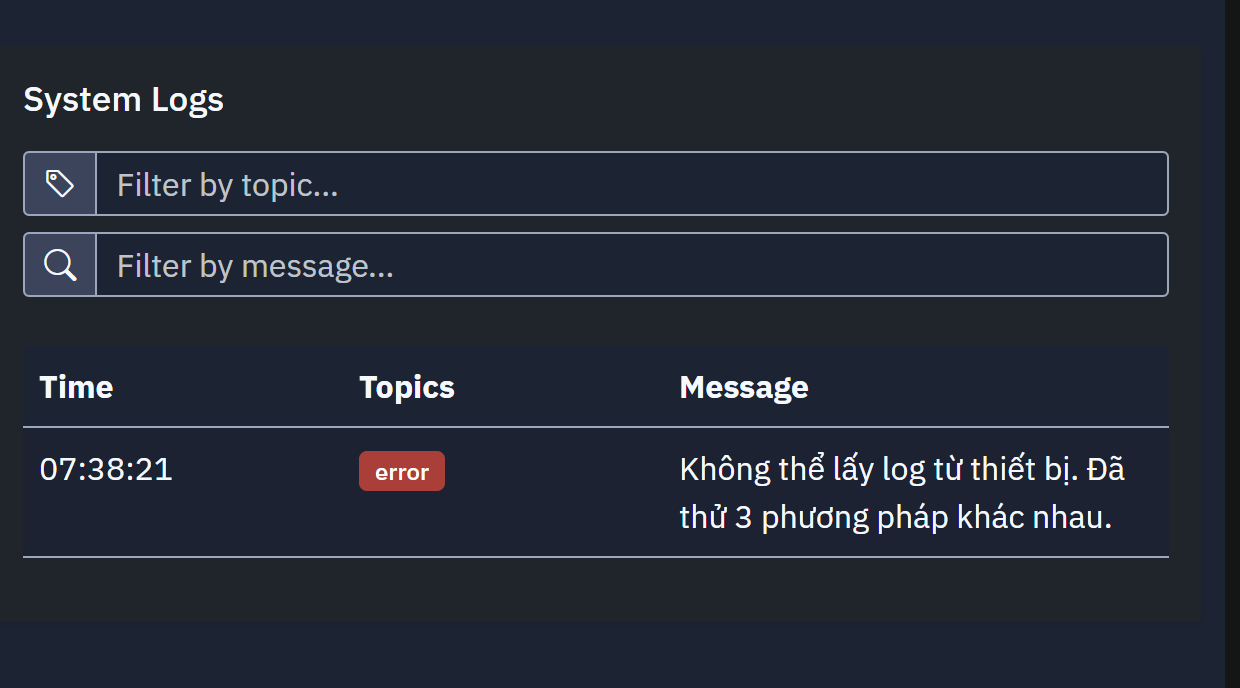 System Logs
Filter by topic...
Filter by message...
Time Topics Message
07:38:21 error Không thể lấy log từ thiết bị. Đã
thử 3 phương pháp khác nhau.